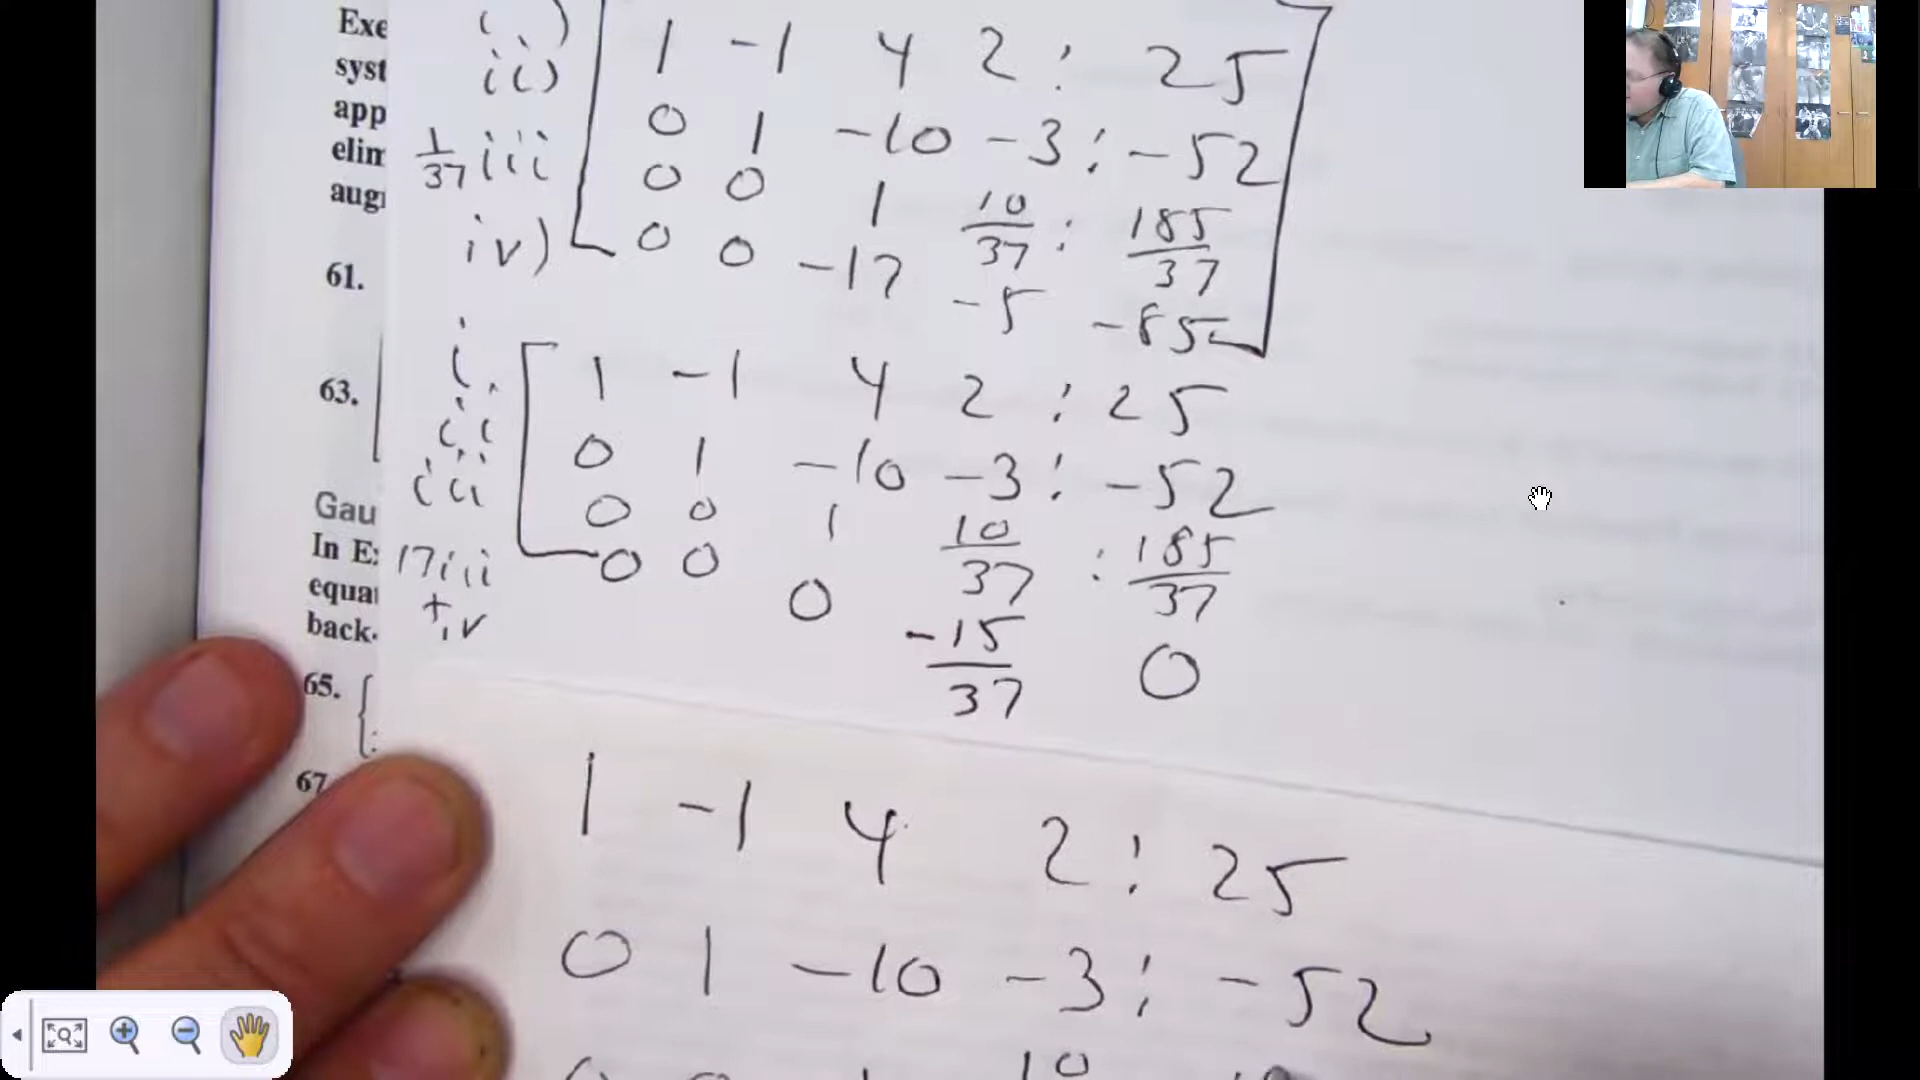 Exe
syst
app
elim
aug
61.
63.
Gau
In E
equa
back-
65.
67
i)
ii)
1/37 iii
iv)
1 -1 4 2 : 25
0 1 -10 -3 : -52
0 0 1 10/37 : 185/37
0 0 -17 -5 -85
i
ii
iii
17iii
+iv
1 -1 4 2 : 25
0 1 -10 -3 : -52
0 0 1 10/37 : 185/37
0 0 0 -15/37 0
1 -1 4 2 : 25
0 1 -10 -3 : -52
10